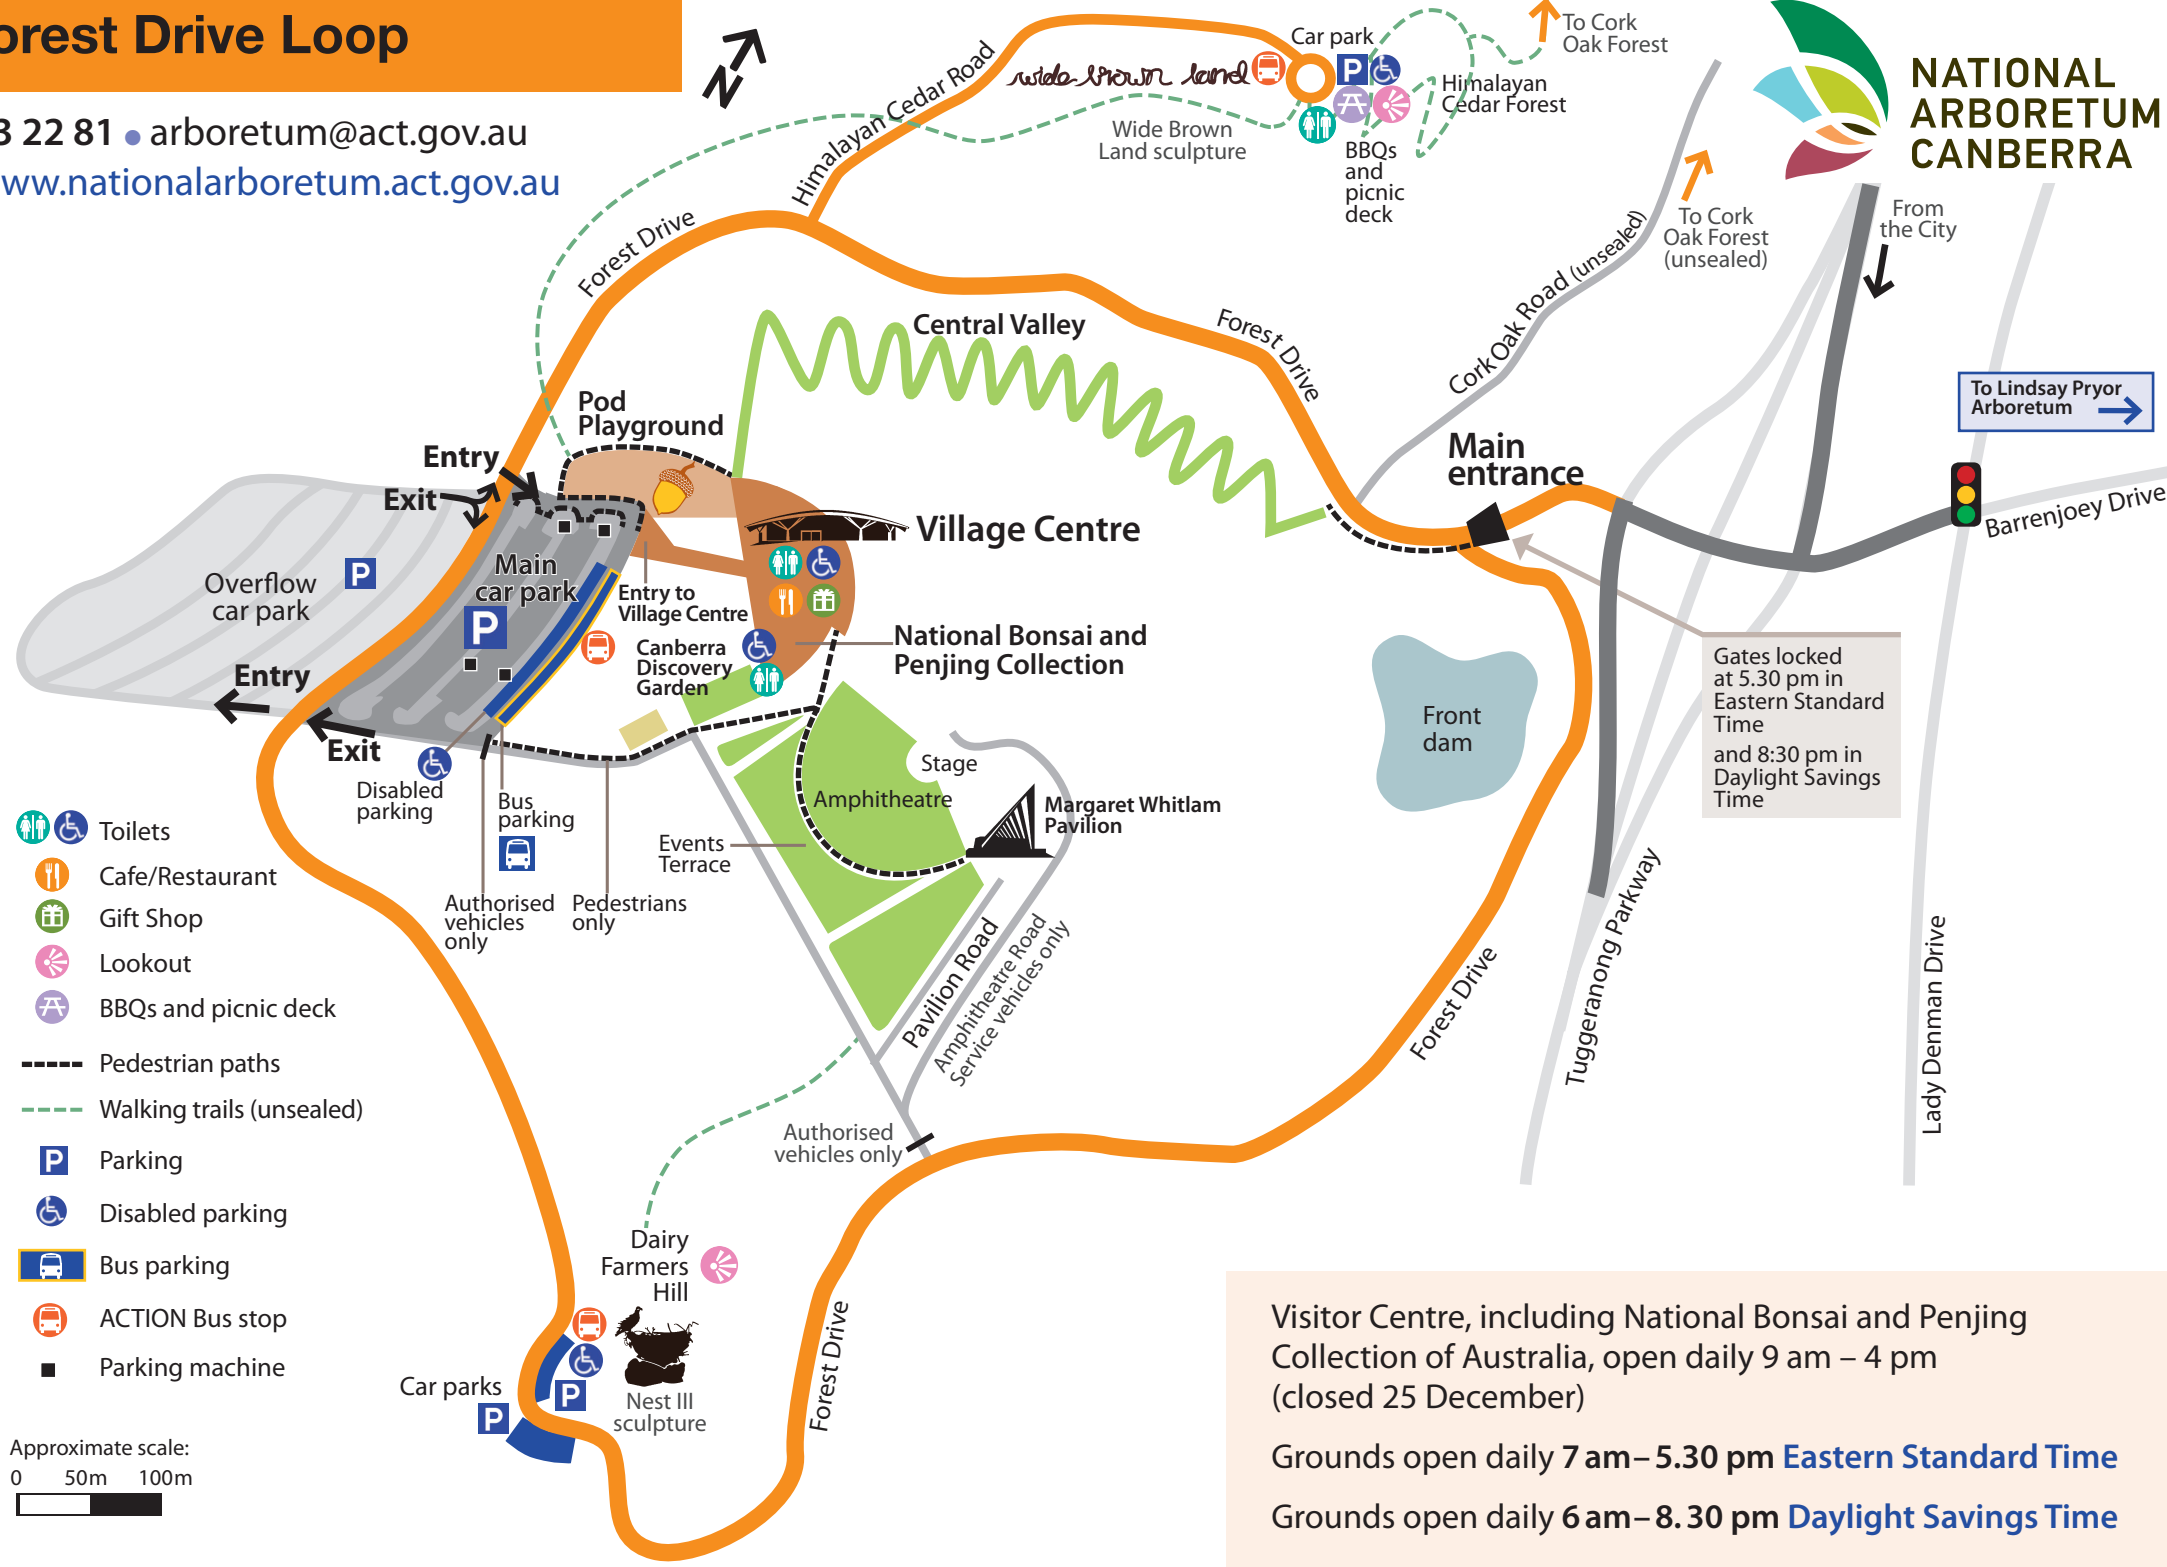 orest Drive Loop
3 22 81 • arboretum@act.gov.au
ww.nationalarboretum.act.gov.au
N
Himalayan Cedar Road
wide brown land
Car park
P
To Cork
Oak Forest
Himalayan
Cedar Forest
Wide Brown
Land sculpture
BBQs
and
picnic
deck
NATIONAL
ARBORETUM
CANBERRA
From
the City
To Cork
Oak Forest
(unsealed)
Cork Oak Road (unsealed)
Forest Drive
Central Valley
Forest Drive
To Lindsay Pryor
Arboretum
Barrenjoey Drive
Main
entrance
Pod
Playground
Entry
Exit
Village Centre
Overflow
car park
P
Main
car park
P
Entry to
Village Centre
Canberra
Discovery
Garden
National Bonsai and
Penjing Collection
Gates locked
at 5.30 pm in
Eastern Standard
Time
and 8:30 pm in
Daylight Savings
Time
Front
dam
Entry
Exit
Disabled
parking
Bus
parking
Stage
Amphitheatre
Margaret Whitlam
Pavilion
Events
Terrace
Authorised
vehicles
only
Pedestrians
only
Pavilion Road
Amphitheatre Road
Service vehicles only
Forest Drive
Tuggeranong Parkway
Lady Denman Drive
Authorised
vehicles only
Toilets
Cafe/Restaurant
Gift Shop
Lookout
BBQs and picnic deck
Pedestrian paths
Walking trails (unsealed)
P Parking
Disabled parking
Bus parking
ACTION Bus stop
Parking machine
Approximate scale:
0 50m 100m
Dairy
Farmers
Hill
Nest III
sculpture
Car parks
P
P
Forest Drive
Visitor Centre, including National Bonsai and Penjing
Collection of Australia, open daily 9 am – 4 pm
(closed 25 December)
Grounds open daily 7 am– 5.30 pm Eastern Standard Time
Grounds open daily 6 am– 8. 30 pm Daylight Savings Time